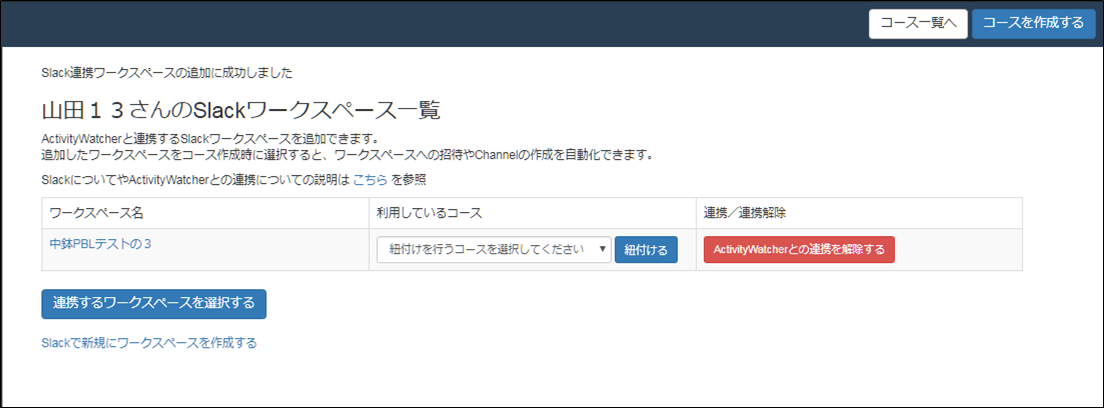 コース一覧へ
コースを作成する
Slack連携ワークスペースの追加に成功しました
山田１３さんのSlackワークスペース一覧
ActivityWatcherと連携するSlackワークスペースを追加できます。
追加したワークスペースをコース作成時に選択すると、ワークスペースへの招待やChannelの作成を自動化できます。
SlackについてやActivityWatcherとの連携についての説明は こちら を参照
ワークスペース名
利用しているコース
連携／連携解除
中鉢PBLテストの３
紐付けを行うコースを選択してください
紐付ける
ActivityWatcherとの連携を解除する
連携するワークスペースを選択する
Slackで新規にワークスペースを作成する